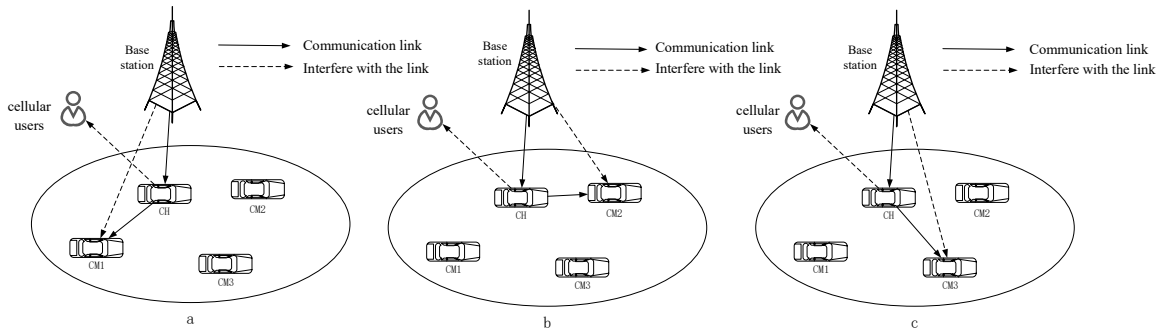 Base
station
Communication link
Interfere with the link
cellular
users
CH
CM2
CM1
CM3
a
Base
station
Communication link
Interfere with the link
cellular
users
CH
CM2
CM1
CM3
b
Base
station
Communication link
Interfere with the link
cellular
users
CH
CM2
CM1
CM3
c